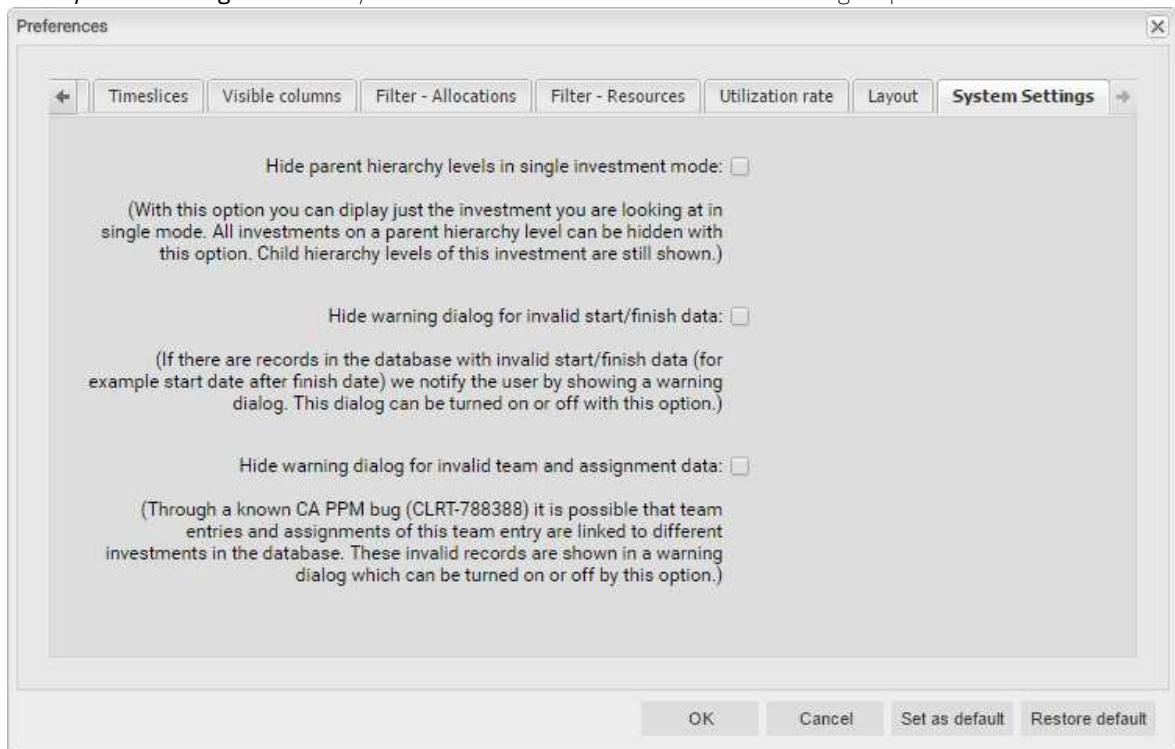 Preferences
Timeslices Visible columns Filter - Allocations Filter - Resources Utilization rate Layout System Settings
Hide parent hierarchy levels in single investment mode:
(With this option you can diplay just the investment you are looking at in
single mode. All investments on a parent hierarchy level can be hidden with
this option. Child hierarchy levels of this investment are still shown.)
Hide warning dialog for invalid start/finish data:
(If there are records in the database with invalid start/finish data (for
example start date after finish date) we notify the user by showing a warning
dialog. This dialog can be turned on or off with this option.)
Hide warning dialog for invalid team and assignment data:
(Through a known CA PPM bug (CLRT-788388) it is possible that team
entries and assignments of this team entry are linked to different
investments in the database. These invalid records are shown in a warning
dialog which can be turned on or off by this option.)
OK Cancel Set as default Restore default